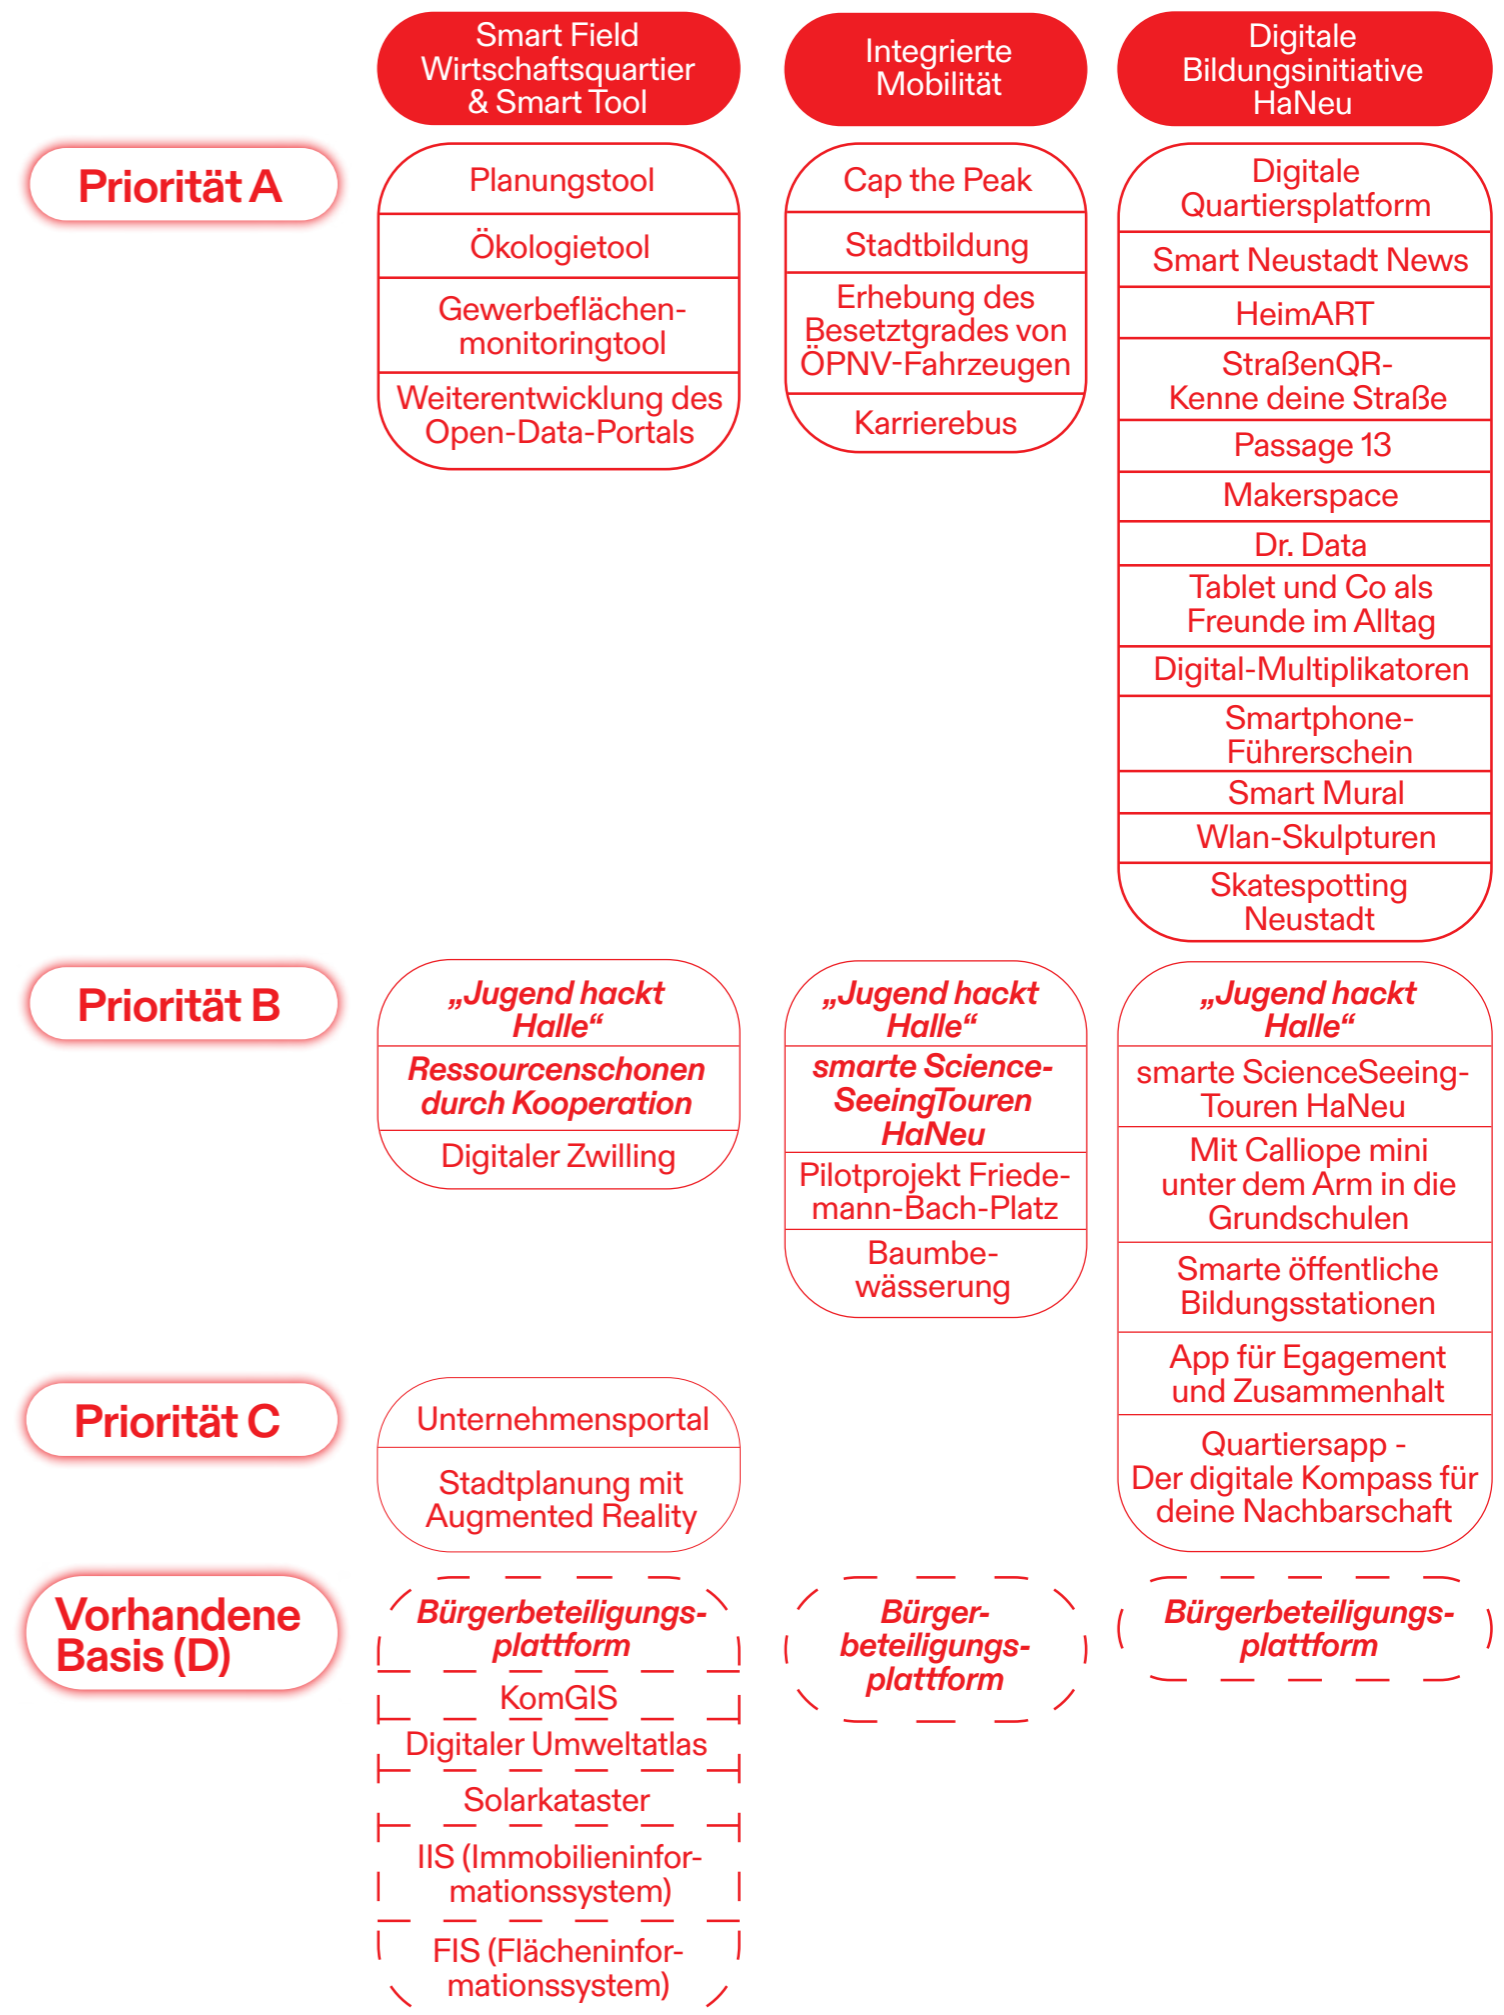 Smart Field
Wirtschaftsquartier
& Smart Tool
Integrierte
Mobilität
Digitale
Bildungsinitiative
HaNeu
Priorität A
Planungstool
Ökologietool
Gewerbeflächen-
monitoringtool
Weiterentwicklung des
Open-Data-Portals
Cap the Peak
Stadtbildung
Erhebung des
Besetztgrades von
ÖPNV-Fahrzeugen
Karrierebus
Digitale
Quartiersplatform
Smart Neustadt News
HeimART
StraßenQR-
Kenne deine Straße
Passage 13
Makerspace
Dr. Data
Tablet und Co als
Freunde im Alltag
Digital-Multiplikatoren
Smartphone-
Führerschein
Smart Mural
Wlan-Skulpturen
Skatespotting
Neustadt
Priorität B
„Jugend hackt
Halle“
Ressourcenschonen
durch Kooperation
Digitaler Zwilling
„Jugend hackt
Halle“
smarte Science-
SeeingTouren
HaNeu
Pilotprojekt Friede-
mann-Bach-Platz
Baumbe-
wässerung
„Jugend hackt
Halle“
smarte ScienceSeeing-
Touren HaNeu
Mit Calliope mini
unter dem Arm in die
Grundschulen
Smarte öffentliche
Bildungsstationen
App für Egagement
und Zusammenhalt
Quartiersapp -
Der digitale Kompass für
deine Nachbarschaft
Priorität C
Unternehmensportal
Stadtplanung mit
Augmented Reality
Vorhandene
Basis (D)
Bürgerbeteiligungs-
plattform
KomGIS
Digitaler Umweltatlas
Solarkataster
IIS (Immobilieninfor-
mationssystem)
FIS (Flächeninfor-
mationssystem)
Bürger-
beteiligungs-
plattform
Bürgerbeteiligungs-
plattform